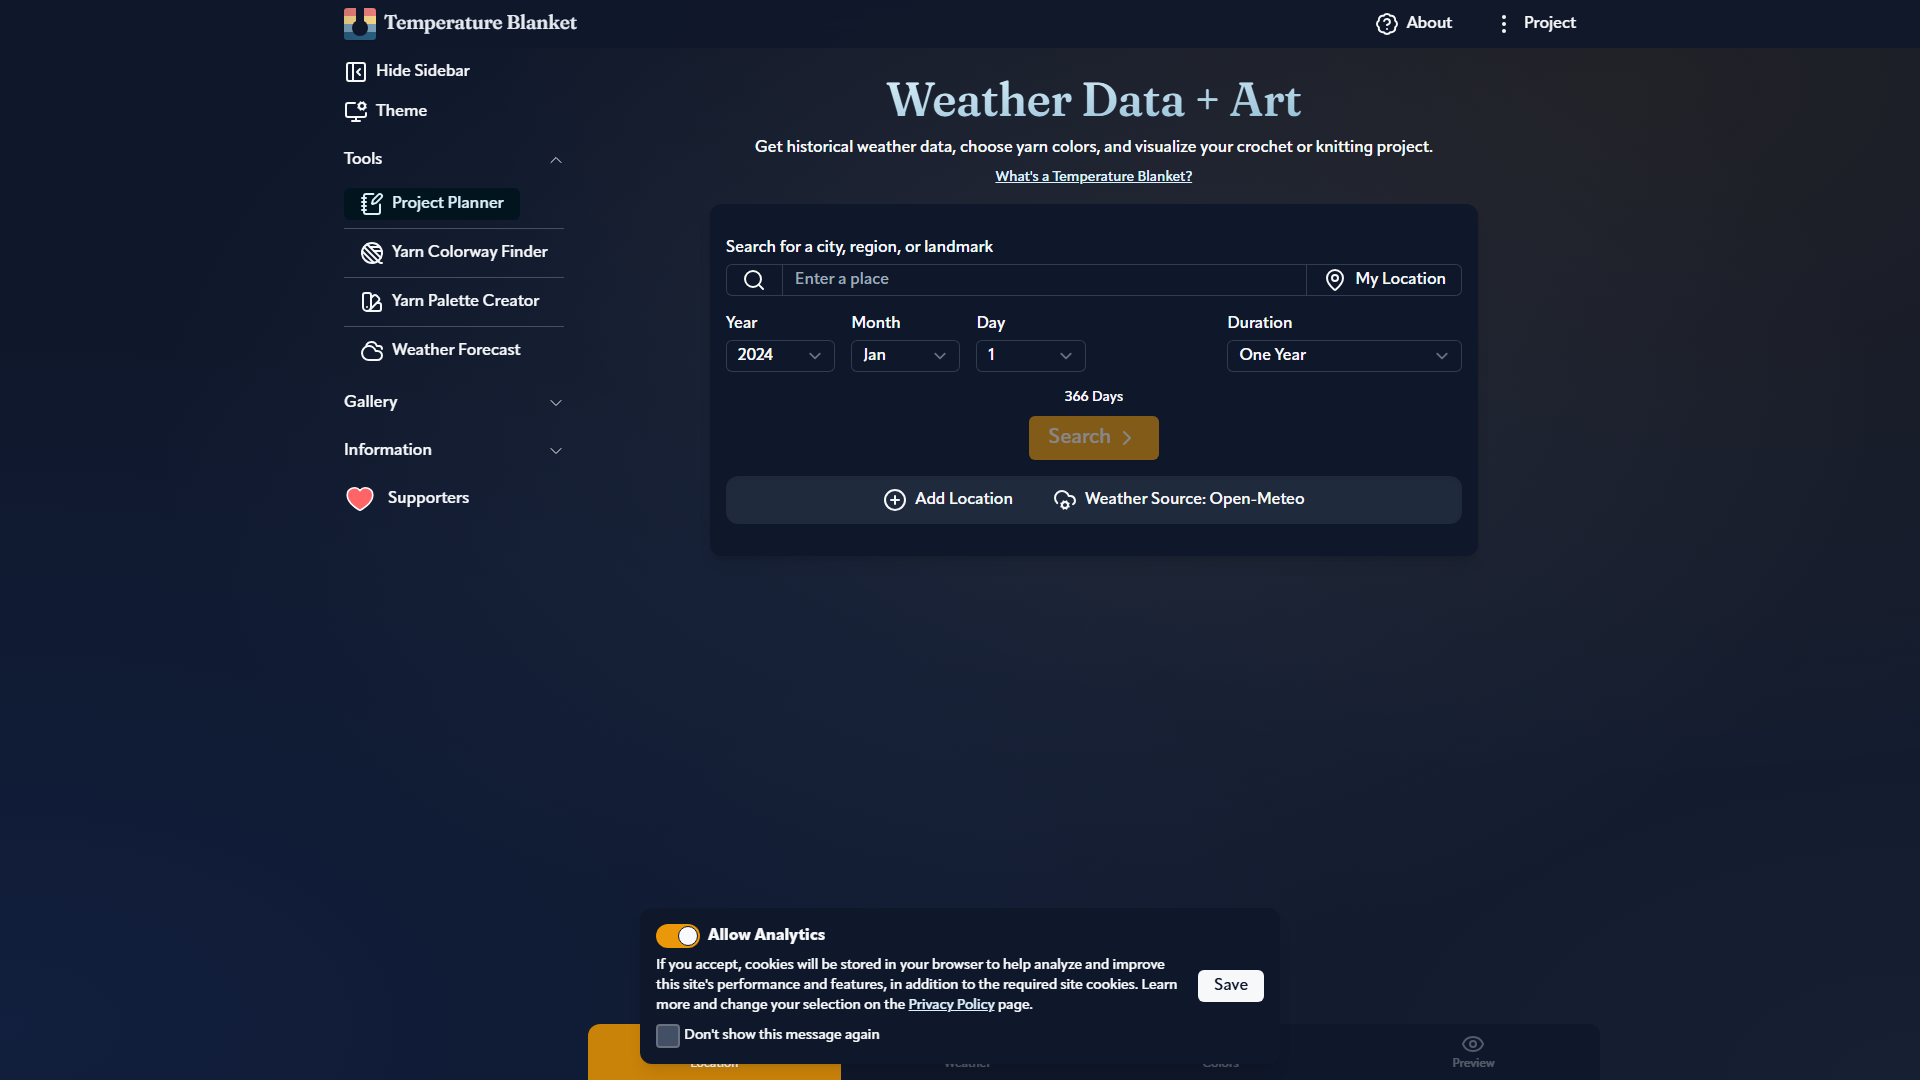 Temperature Blanket
About
Project
Hide Sidebar
Theme
Tools
Project Planner
Yarn Colorway Finder
Yarn Palette Creator
Weather Forecast
Gallery
Information
Supporters
Weather Data + Art
Get historical weather data, choose yarn colors, and visualize your crochet or knitting project.
What's a Temperature Blanket?
Search for a city, region, or landmark
Enter a place
My Location
Year
Month
Day
Duration
2024
Jan
1
One Year
366 Days
Search
Add Location
Weather Source: Open-Meteo
Allow Analytics
If you accept, cookies will be stored in your browser to help analyze and improve
this site's performance and features, in addition to the required site cookies. Learn
more and change your selection on the Privacy Policy page.
Save
Don't show this message again
Location
Weather
Colors
Preview